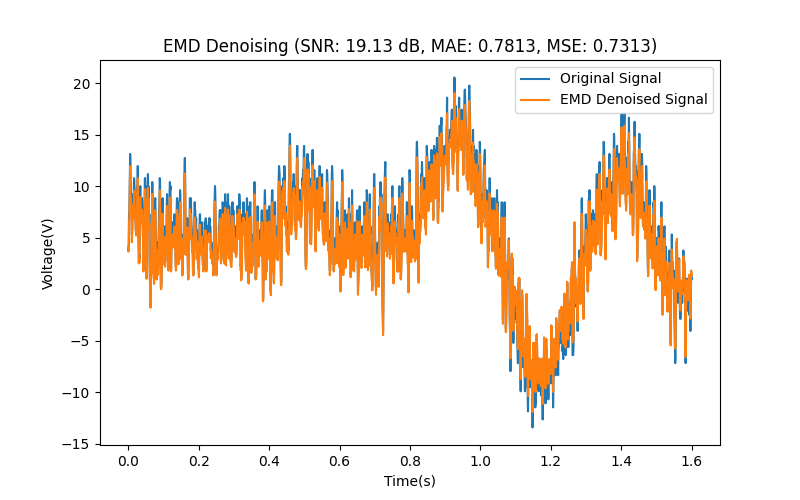 EMD Denoising (SNR: 19.13 dB, MAE: 0.7813, MSE: 0.7313)
Original Signal
EMD Denoised Signal
Voltage(V)
20
15
10
5
0
−5
−10
−15
0.0 0.2 0.4 0.6 0.8 1.0 1.2 1.4 1.6
Time(s)